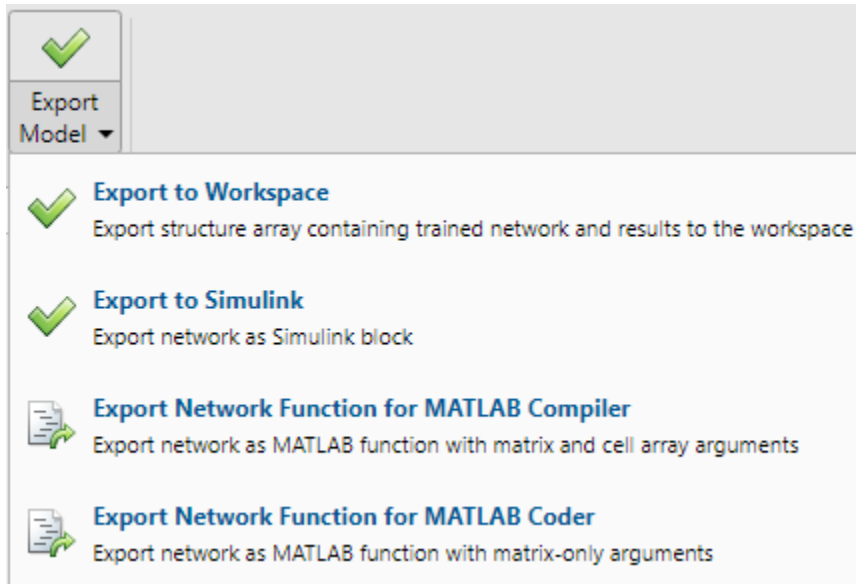 Export
Model
Export to Workspace
Export structure array containing trained network and results to the workspace
Export to Simulink
Export network as Simulink block
Export Network Function for MATLAB Compiler
Export network as MATLAB function with matrix and cell array arguments
Export Network Function for MATLAB Coder
Export network as MATLAB function with matrix-only arguments